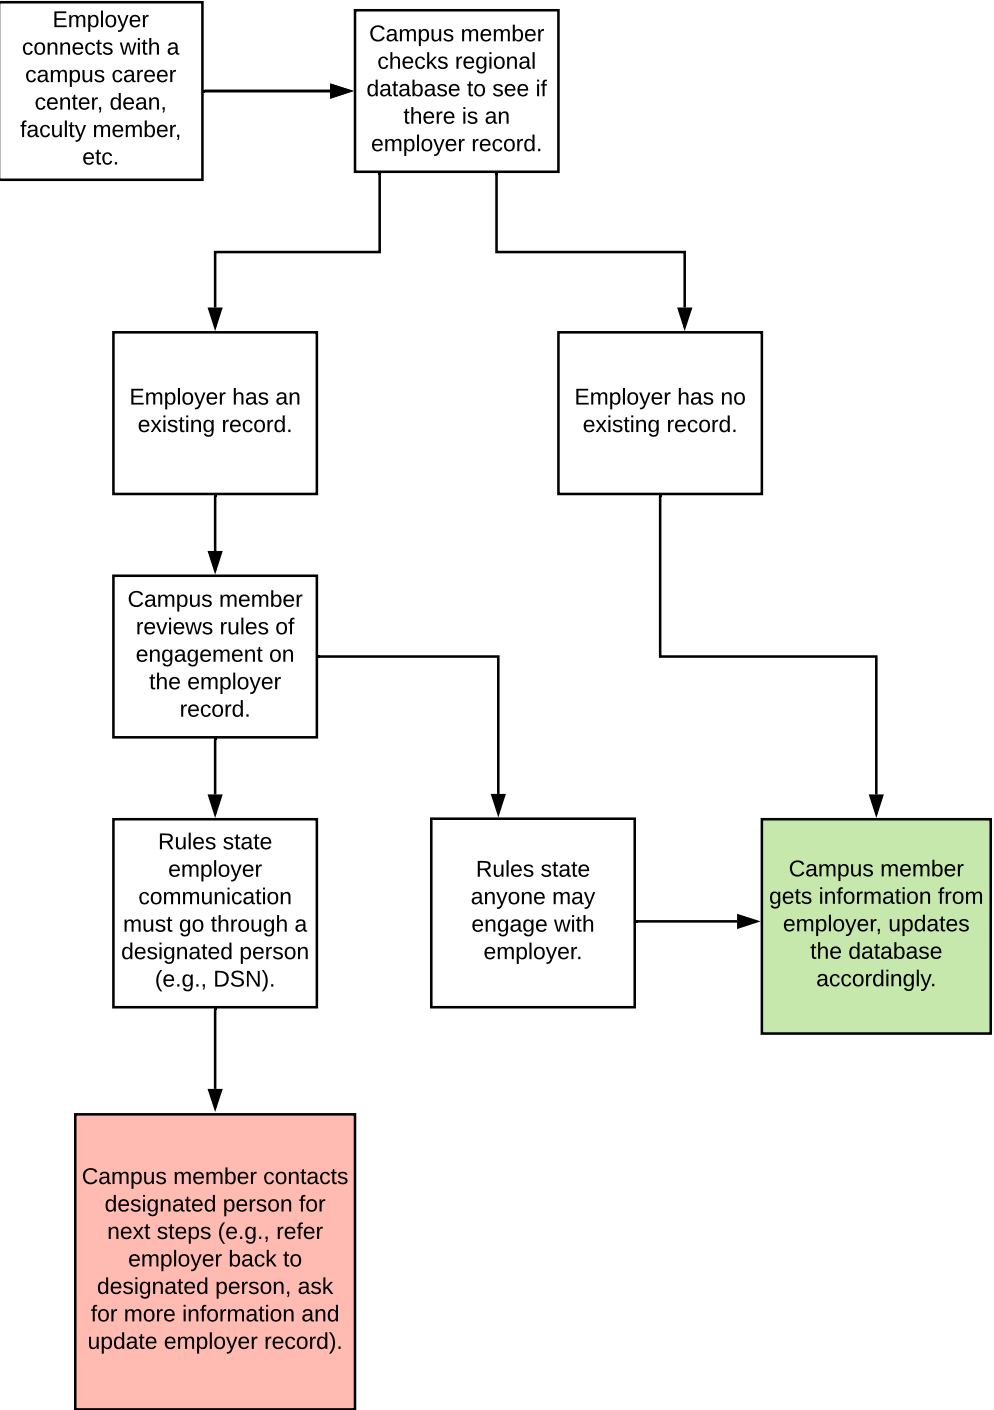 Employer
connects with a
campus career
center, dean,
faculty member,
etc.
Campus member
checks regional
database to see if
there is an
employer record.
Employer has an
existing record.
Employer has no
existing record.
Campus member
reviews rules of
engagement on
the employer
record.
Rules state
employer
communication
must go through a
designated person
(e.g., DSN).
Rules state
anyone may
engage with
employer.
Campus member
gets information from
employer, updates
the database
accordingly.
Campus member contacts
designated person for
next steps (e.g., refer
employer back to
designated person, ask
for more information and
update employer record).